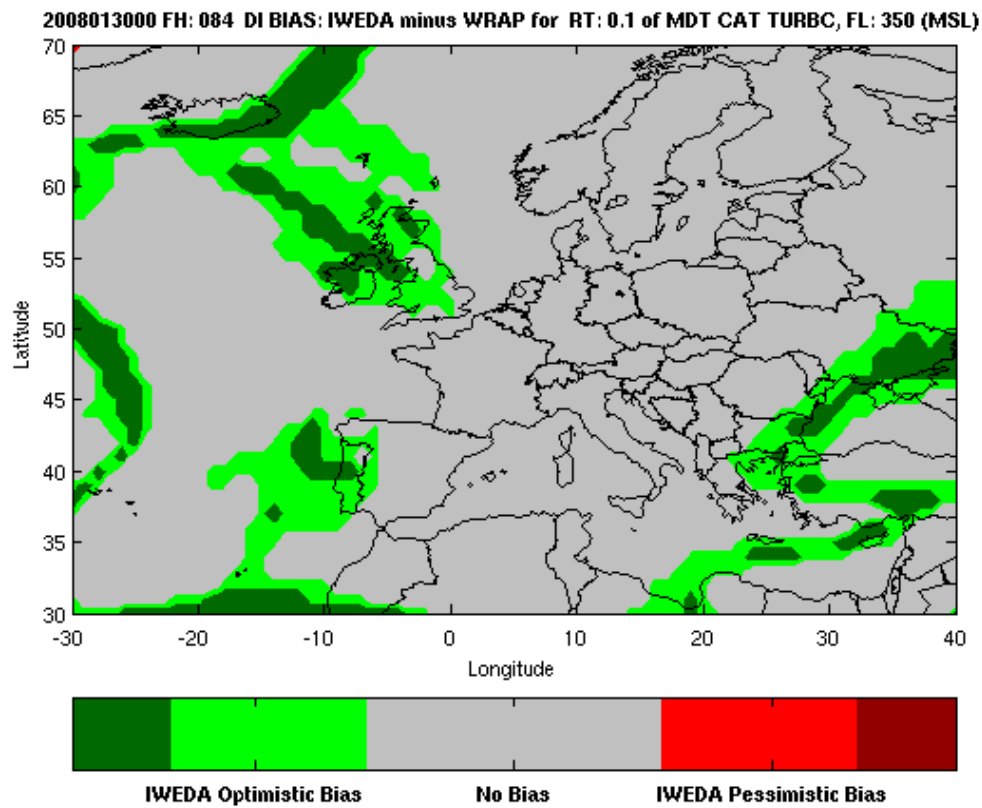 2008013000 FH: 084 DI BIAS: IWEDA minus WRAP for RT: 0.1 of MDT CAT TURBC, FL: 350 (MSL)
70
65
60
55
50
45
40
35
30
Latitude
-30 -20 -10 0 10 20 30 40
Longitude
IWEDA Optimistic Bias No Bias IWEDA Pessimistic Bias